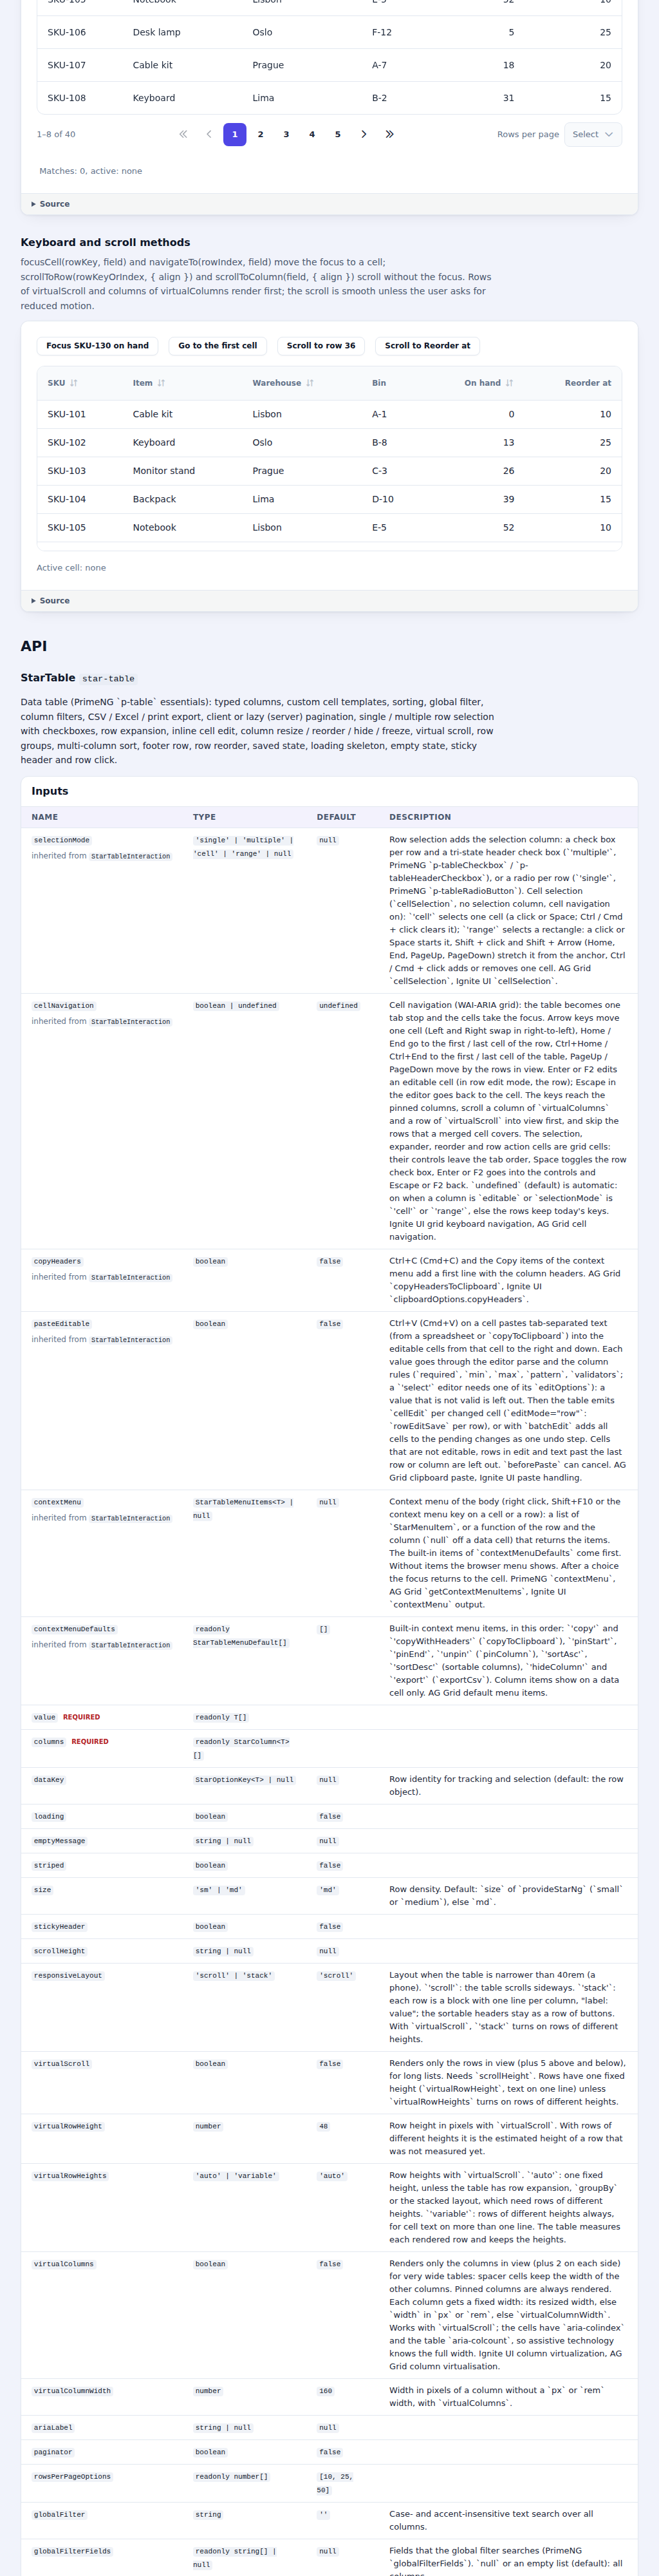 SKU-105 Notebook Lisbon E-5 52 10
SKU-106 Desk lamp Oslo F-12 5 25
SKU-107 Cable kit Prague A-7 18 20
SKU-108 Keyboard Lima B-2 31 15
1–8 of 40 1 2 3 4 5 Rows per page Select
Matches: 0, active: none
Source
Keyboard and scroll methods
focusCell(rowKey, field) and navigateTo(rowIndex, field) move the focus to a cell;
scrollToRow(rowKeyOrIndex, { align }) and scrollToColumn(field, { align }) scroll without the focus. Rows
of virtualScroll and columns of virtualColumns render first; the scroll is smooth unless the user asks for
reduced motion.
Focus SKU-130 on hand Go to the first cell Scroll to row 36 Scroll to Reorder at
SKU Item Warehouse Bin On hand Reorder at
SKU-101 Cable kit Lisbon A-1 0 10
SKU-102 Keyboard Oslo B-8 13 25
SKU-103 Monitor stand Prague C-3 26 20
SKU-104 Backpack Lima D-10 39 15
SKU-105 Notebook Lisbon E-5 52 10
Active cell: none
Source
API
StarTable star-table
Data table (PrimeNG `p-table` essentials): typed columns, custom cell templates, sorting, global filter,
column filters, CSV / Excel / print export, client or lazy (server) pagination, single / multiple row selection
with checkboxes, row expansion, inline cell edit, column resize / reorder / hide / freeze, virtual scroll, row
groups, multi-column sort, footer row, row reorder, saved state, loading skeleton, empty state, sticky
header and row click.
Inputs
NAME TYPE DEFAULT DESCRIPTION
selectionMode 'single' | 'multiple' | null Row selection adds the selection column: a check box
inherited from StarTableInteraction 'cell' | 'range' | null per row and a tri-state header check box (`'multiple'`,
PrimeNG `p-tableCheckbox` / `p-
tableHeaderCheckbox`), or a radio per row (`'single'`,
PrimeNG `p-tableRadioButton`). Cell selection
(`cellSelection`, no selection column, cell navigation
on): `'cell'` selects one cell (a click or Space; Ctrl / Cmd
+ click clears it); `'range'` selects a rectangle: a click or
Space starts it, Shift + click and Shift + Arrow (Home,
End, PageUp, PageDown) stretch it from the anchor, Ctrl
/ Cmd + click adds or removes one cell. AG Grid
`cellSelection`, Ignite UI `cellSelection`.
cellNavigation boolean | undefined undefined Cell navigation (WAI-ARIA grid): the table becomes one
inherited from StarTableInteraction tab stop and the cells take the focus. Arrow keys move
one cell (Left and Right swap in right-to-left), Home /
End go to the first / last cell of the row, Ctrl+Home /
Ctrl+End to the first / last cell of the table, PageUp /
PageDown move by the rows in view. Enter or F2 edits
an editable cell (in row edit mode, the row); Escape in
the editor goes back to the cell. The keys reach the
pinned columns, scroll a column of `virtualColumns`
and a row of `virtualScroll` into view first, and skip the
rows that a merged cell covers. The selection,
expander, reorder and row action cells are grid cells:
their controls leave the tab order, Space toggles the row
check box, Enter or F2 goes into the controls and
Escape or F2 back. `undefined` (default) is automatic:
on when a column is `editable` or `selectionMode` is
`'cell'` or `'range'`, else the rows keep today's keys.
Ignite UI grid keyboard navigation, AG Grid cell
navigation.
copyHeaders boolean false Ctrl+C (Cmd+C) and the Copy items of the context
inherited from StarTableInteraction menu add a first line with the column headers. AG Grid
`copyHeadersToClipboard`, Ignite UI
`clipboardOptions.copyHeaders`.
pasteEditable boolean false Ctrl+V (Cmd+V) on a cell pastes tab-separated text
inherited from StarTableInteraction (from a spreadsheet or `copyToClipboard`) into the
editable cells from that cell to the right and down. Each
value goes through the editor parse and the column
rules (`required`, `min`, `max`, `pattern`, `validators`;
a `'select'` editor needs one of its `editOptions`): a
value that is not valid is left out. Then the table emits
`cellEdit` per changed cell (`editMode="row"`:
`rowEditSave` per row), or with `batchEdit` adds all
cells to the pending changes as one undo step. Cells
that are not editable, rows in edit and text past the last
row or column are left out. `beforePaste` can cancel. AG
Grid clipboard paste, Ignite UI paste handling.
contextMenu StarTableMenuItems<T> | null Context menu of the body (right click, Shift+F10 or the
inherited from StarTableInteraction null context menu key on a cell or a row): a list of
`StarMenuItem`, or a function of the row and the
column (`null` off a data cell) that returns the items.
The built-in items of `contextMenuDefaults` come first.
Without items the browser menu shows. After a choice
the focus returns to the cell. PrimeNG `contextMenu`,
AG Grid `getContextMenuItems`, Ignite UI
`contextMenu` output.
contextMenuDefaults readonly [] Built-in context menu items, in this order: `'copy'` and
inherited from StarTableInteraction StarTableMenuDefault[] `'copyWithHeaders'` (`copyToClipboard`), `'pinStart'`,
`'pinEnd'`, `'unpin'` (`pinColumn`), `'sortAsc'`,
`'sortDesc'` (sortable columns), `'hideColumn'` and
`'export'` (`exportCsv`). Column items show on a data
cell only. AG Grid default menu items.
value REQUIRED readonly T[]
columns REQUIRED readonly StarColumn<T>
[]
dataKey StarOptionKey<T> | null null Row identity for tracking and selection (default: the row
object).
loading boolean false
emptyMessage string | null null
striped boolean false
size 'sm' | 'md' 'md' Row density. Default: `size` of `provideStarNg` (`small`
or `medium`), else `md`.
stickyHeader boolean false
scrollHeight string | null null
responsiveLayout 'scroll' | 'stack' 'scroll' Layout when the table is narrower than 40rem (a
phone). `'scroll'`: the table scrolls sideways. `'stack'`:
each row is a block with one line per column, "label:
value"; the sortable headers stay as a row of buttons.
With `virtualScroll`, `'stack'` turns on rows of different
heights.
virtualScroll boolean false Renders only the rows in view (plus 5 above and below),
for long lists. Needs `scrollHeight`. Rows have one fixed
height (`virtualRowHeight`, text on one line) unless
`virtualRowHeights` turns on rows of different heights.
virtualRowHeight number 48 Row height in pixels with `virtualScroll`. With rows of
different heights it is the estimated height of a row that
was not measured yet.
virtualRowHeights 'auto' | 'variable' 'auto' Row heights with `virtualScroll`. `'auto'`: one fixed
height, unless the table has row expansion, `groupBy`
or the stacked layout, which need rows of different
heights. `'variable'`: rows of different heights always,
for cell text on more than one line. The table measures
each rendered row and keeps the heights.
virtualColumns boolean false Renders only the columns in view (plus 2 on each side)
for very wide tables: spacer cells keep the width of the
other columns. Pinned columns are always rendered.
Each column gets a fixed width: its resized width, else
`width` in `px` or `rem`, else `virtualColumnWidth`.
Works with `virtualScroll`; the cells have `aria-colindex`
and the table `aria-colcount`, so assistive technology
knows the full width. Ignite UI column virtualization, AG
Grid column virtualisation.
virtualColumnWidth number 160 Width in pixels of a column without a `px` or `rem`
width, with `virtualColumns`.
ariaLabel string | null null
paginator boolean false
rowsPerPageOptions readonly number[] [10, 25,
50]
globalFilter string '' Case- and accent-insensitive text search over all
columns.
globalFilterFields readonly string[] | null Fields that the global filter searches (PrimeNG
null `globalFilterFields`). `null` or an empty list (default): all